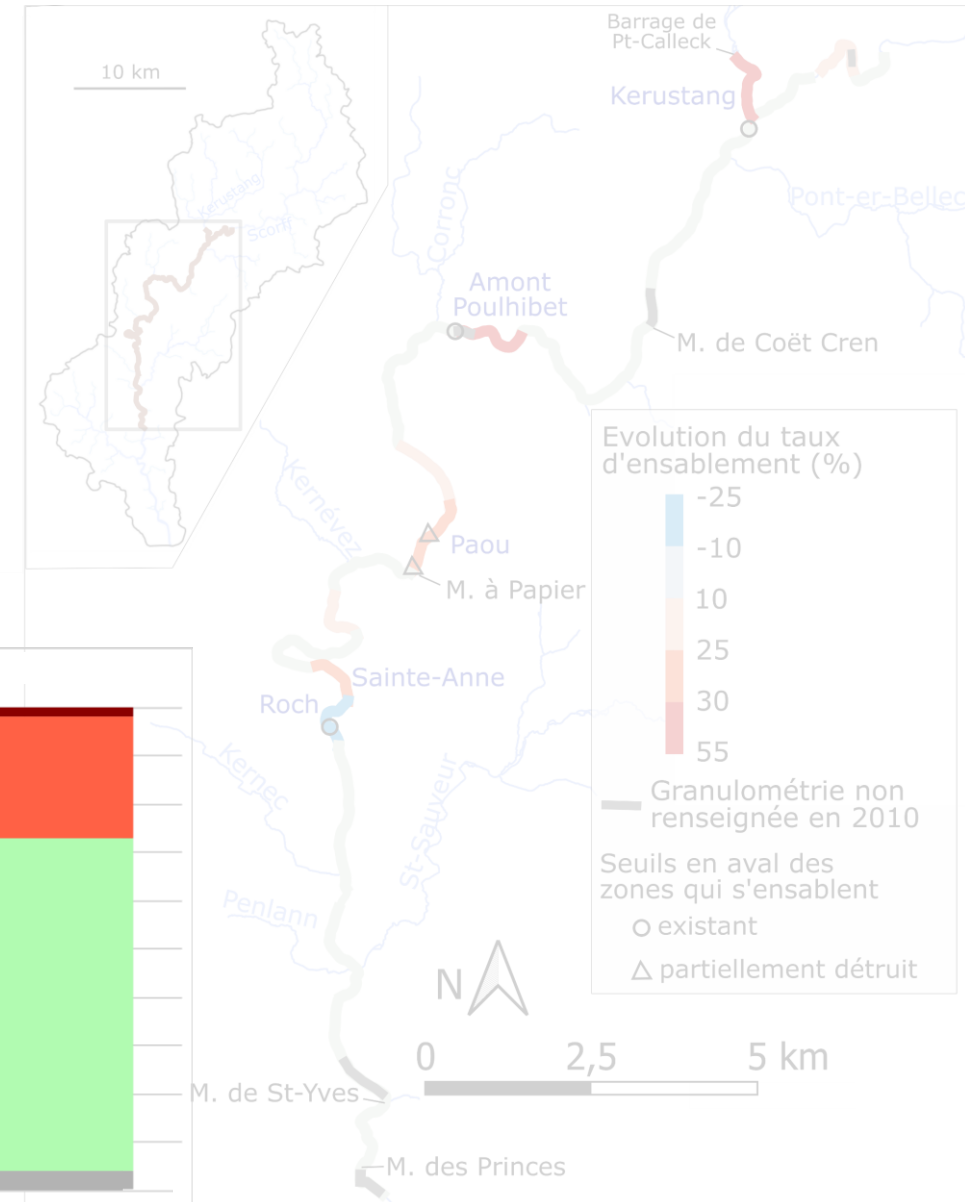 Barrage de
Pt-Calleck
10 km
Kerustang
Kerustang
Scorff
Pont-er-Bellec
Corronc
Amont
Poulhibet
M. de Coët Cren
Evolution du taux
d'ensablement (%)
-25
-10
10
25
30
55
Granulométrie non
renseignée en 2010
Seuils en aval des
zones qui s'ensablent
existant
partiellement détruit
Kernévez
Paou
M. à Papier
Sainte-Anne
Roch
Kernec
St-Sauveur
Penlann
N
0 2,5 5 km
M. de St-Yves
M. des Princes